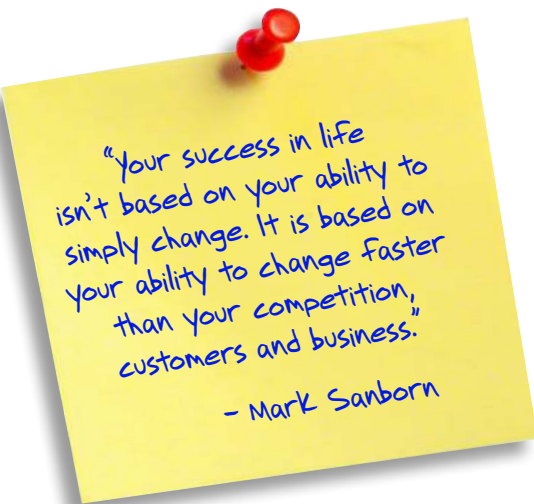 “Your success in life
isn't based on your ability to
simply change. It is based on
your ability to change faster
than your competition,
customers and business.”
- Mark Sanborn